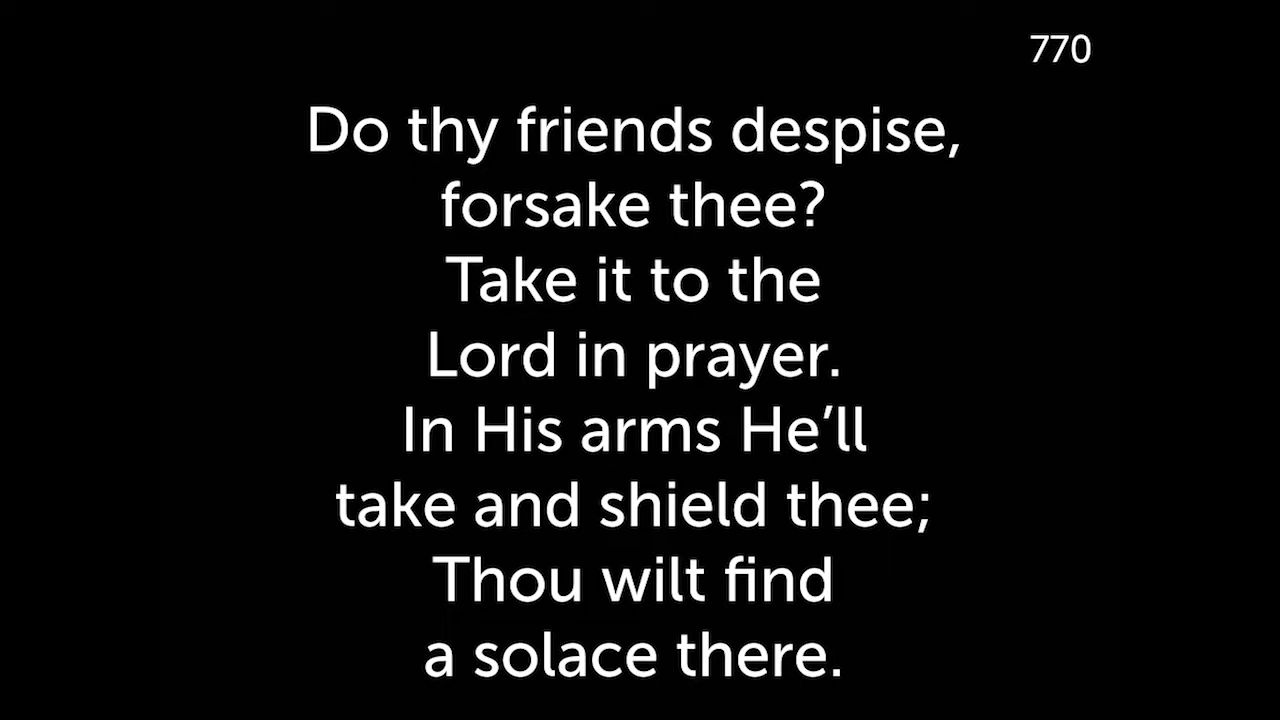 770
Do thy friends despise,
forsake thee?
Take it to the
Lord in prayer.
In His arms He’ll
take and shield thee;
Thou wilt find
a solace there.